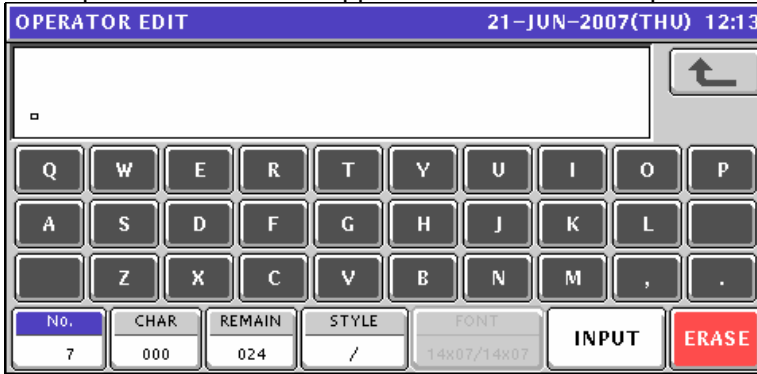 OPERATOR EDIT 21-JUN-2007(THU) 12:13
Q W E R T Y U I O P
A S D F G H J K L
Z X C V B N M , .
No. CHAR REMAIN STYLE FONT INPUT ERASE
7 000 024 / 14x07/14x07